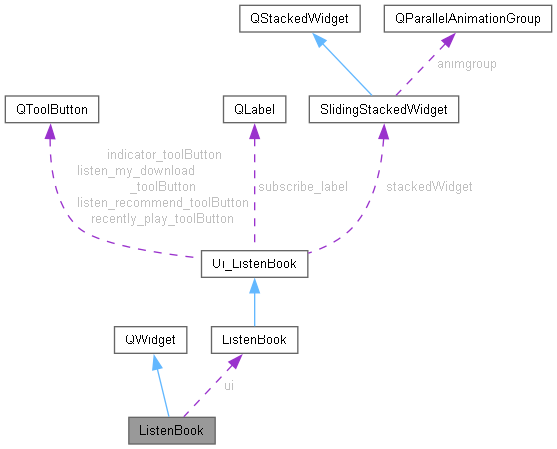 QStackedWidget
QParallelAnimationGroup
animgroup
QToolButton
QLabel
SlidingStackedWidget
indicator_toolButton
listen_my_download
_toolButton
listen_recommend_toolButton
recently_play_toolButton
subscribe_label
stackedWidget
Ui_ListenBook
QWidget
ListenBook
ui
ListenBook